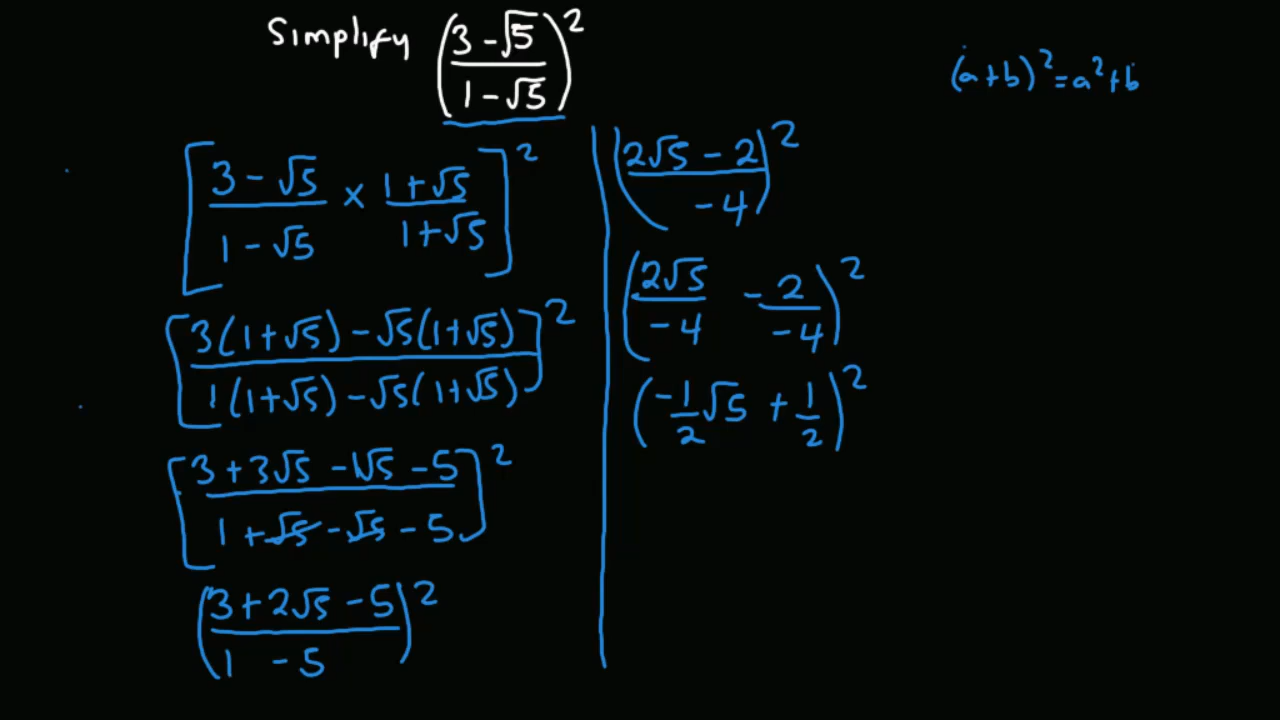 Simplify ((3 - √5)/(1 - √5))²
(a+b)² = a² + b
[(3 - √5)/(1 - √5) × (1 + √5)/(1 + √5)]²
[(3(1+√5) - √5(1+√5))/(1(1+√5) - √5(1+√5))]²
[(3 + 3√5 - 1√5 - 5)/(1 + √5 - √5 - 5)]²
((3 + 2√5 - 5)/(1 - 5))²
((2√5 - 2)/(-4))²
((2√5)/(-4) - 2/(-4))²
(-1/2 √5 + 1/2)²